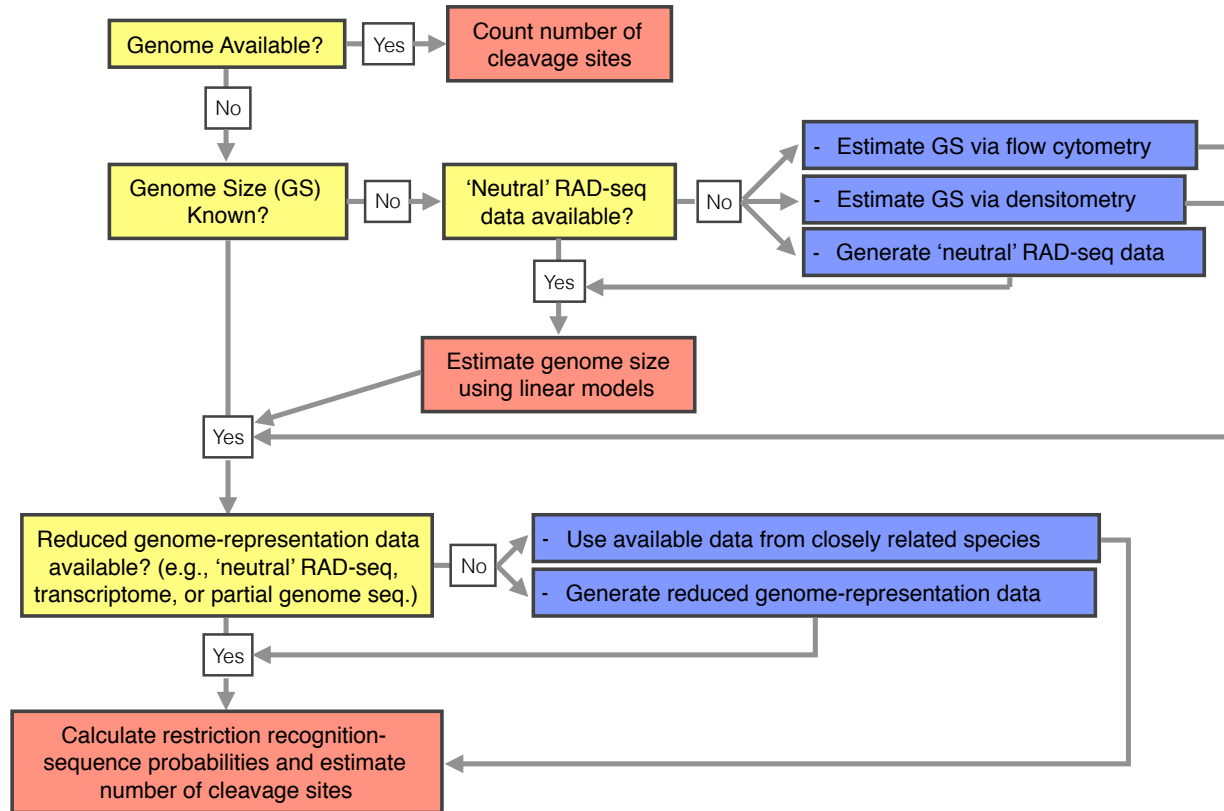 Genome Available?
Yes
Count number of
cleavage sites
No
Genome Size (GS)
Known?
No
‘Neutral’ RAD-seq
data available?
No
- Estimate GS via flow cytometry
- Estimate GS via densitometry
- Generate ‘neutral’ RAD-seq data
Yes
Estimate genome size
using linear models
Yes
Reduced genome-representation data
available? (e.g., ‘neutral’ RAD-seq,
transcriptome, or partial genome seq.)
No
- Use available data from closely related species
- Generate reduced genome-representation data
Yes
Calculate restriction recognition-
sequence probabilities and estimate
number of cleavage sites